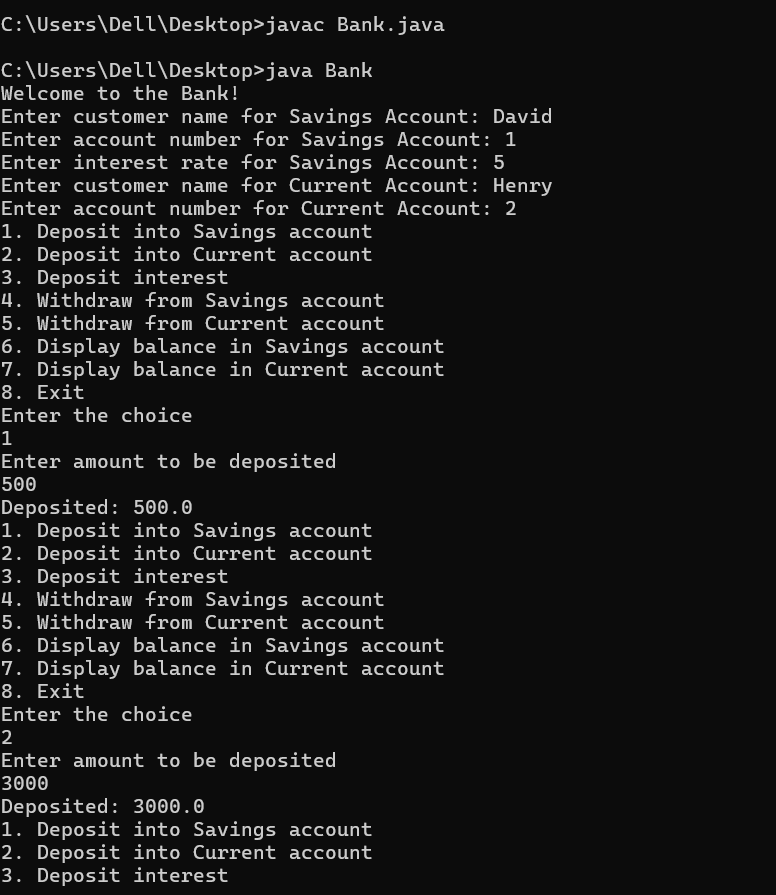 C:\Users\Dell\Desktop>javac Bank.java
C:\Users\Dell\Desktop>java Bank
Welcome to the Bank!
Enter customer name for Savings Account: David
Enter account number for Savings Account: 1
Enter interest rate for Savings Account: 5
Enter customer name for Current Account: Henry
Enter account number for Current Account: 2
1. Deposit into Savings account
2. Deposit into Current account
3. Deposit interest
4. Withdraw from Savings account
5. Withdraw from Current account
6. Display balance in Savings account
7. Display balance in Current account
8. Exit
Enter the choice
1
Enter amount to be deposited
500
Deposited: 500.0
1. Deposit into Savings account
2. Deposit into Current account
3. Deposit interest
4. Withdraw from Savings account
5. Withdraw from Current account
6. Display balance in Savings account
7. Display balance in Current account
8. Exit
Enter the choice
2
Enter amount to be deposited
3000
Deposited: 3000.0
1. Deposit into Savings account
2. Deposit into Current account
3. Deposit interest